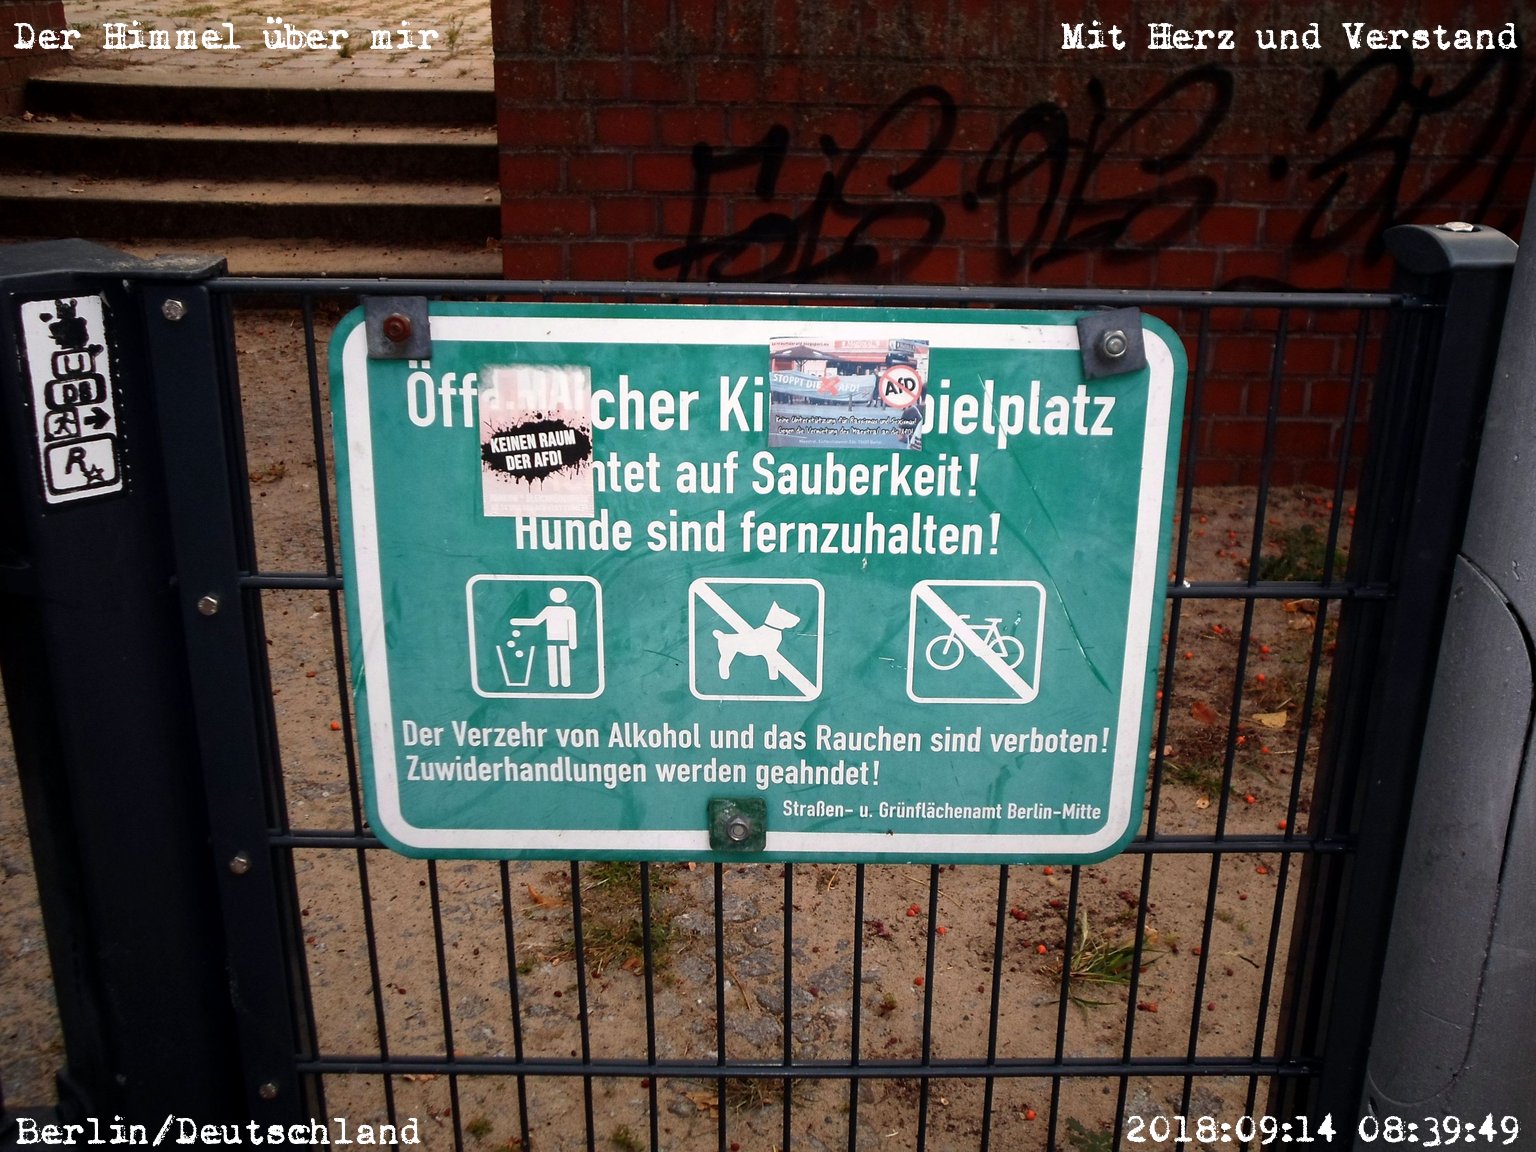 Der Himmel über mir
Mit Herz und Verstand
STOPPT DIE AFD!
AfD
Öff cher Ki pielplatz
KEINEN RAUM
DER AFD!
htet auf Sauberkeit!
Hunde sind fernzuhalten!
Der Verzehr von Alkohol und das Rauchen sind verboten!
Zuwiderhandlungen werden geahndet!
Straßen- u. Grünflächenamt Berlin-Mitte
Berlin/Deutschland
2018:09:14 08:39:49